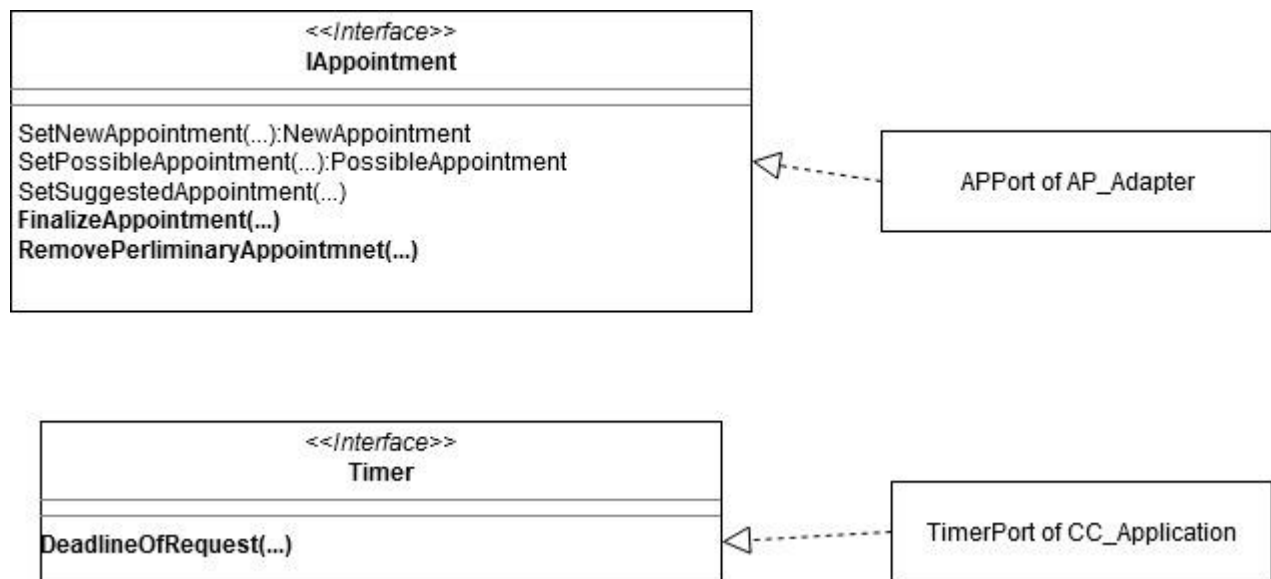 <<Interface>>
IAppointment
SetNewAppointment(...):NewAppointment
SetPossibleAppointment(...):PossibleAppointment
SetSuggestedAppointment(...)
FinalizeAppointment(...)
RemovePerliminaryAppointmnet(...)
APPort of AP_Adapter
<<Interface>>
Timer
DeadlineOfRequest(...)
TimerPort of CC_Application